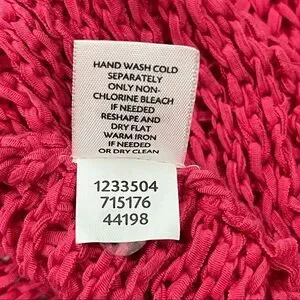 HAND WASH COLD
SEPARATELY
ONLY NON-
CHLORINE BLEACH
IF NEEDED
RESHAPE AND
DRY FLAT
WARM IRON
IF NEEDED
OR DRY CLEAN
1233504
715176
44198